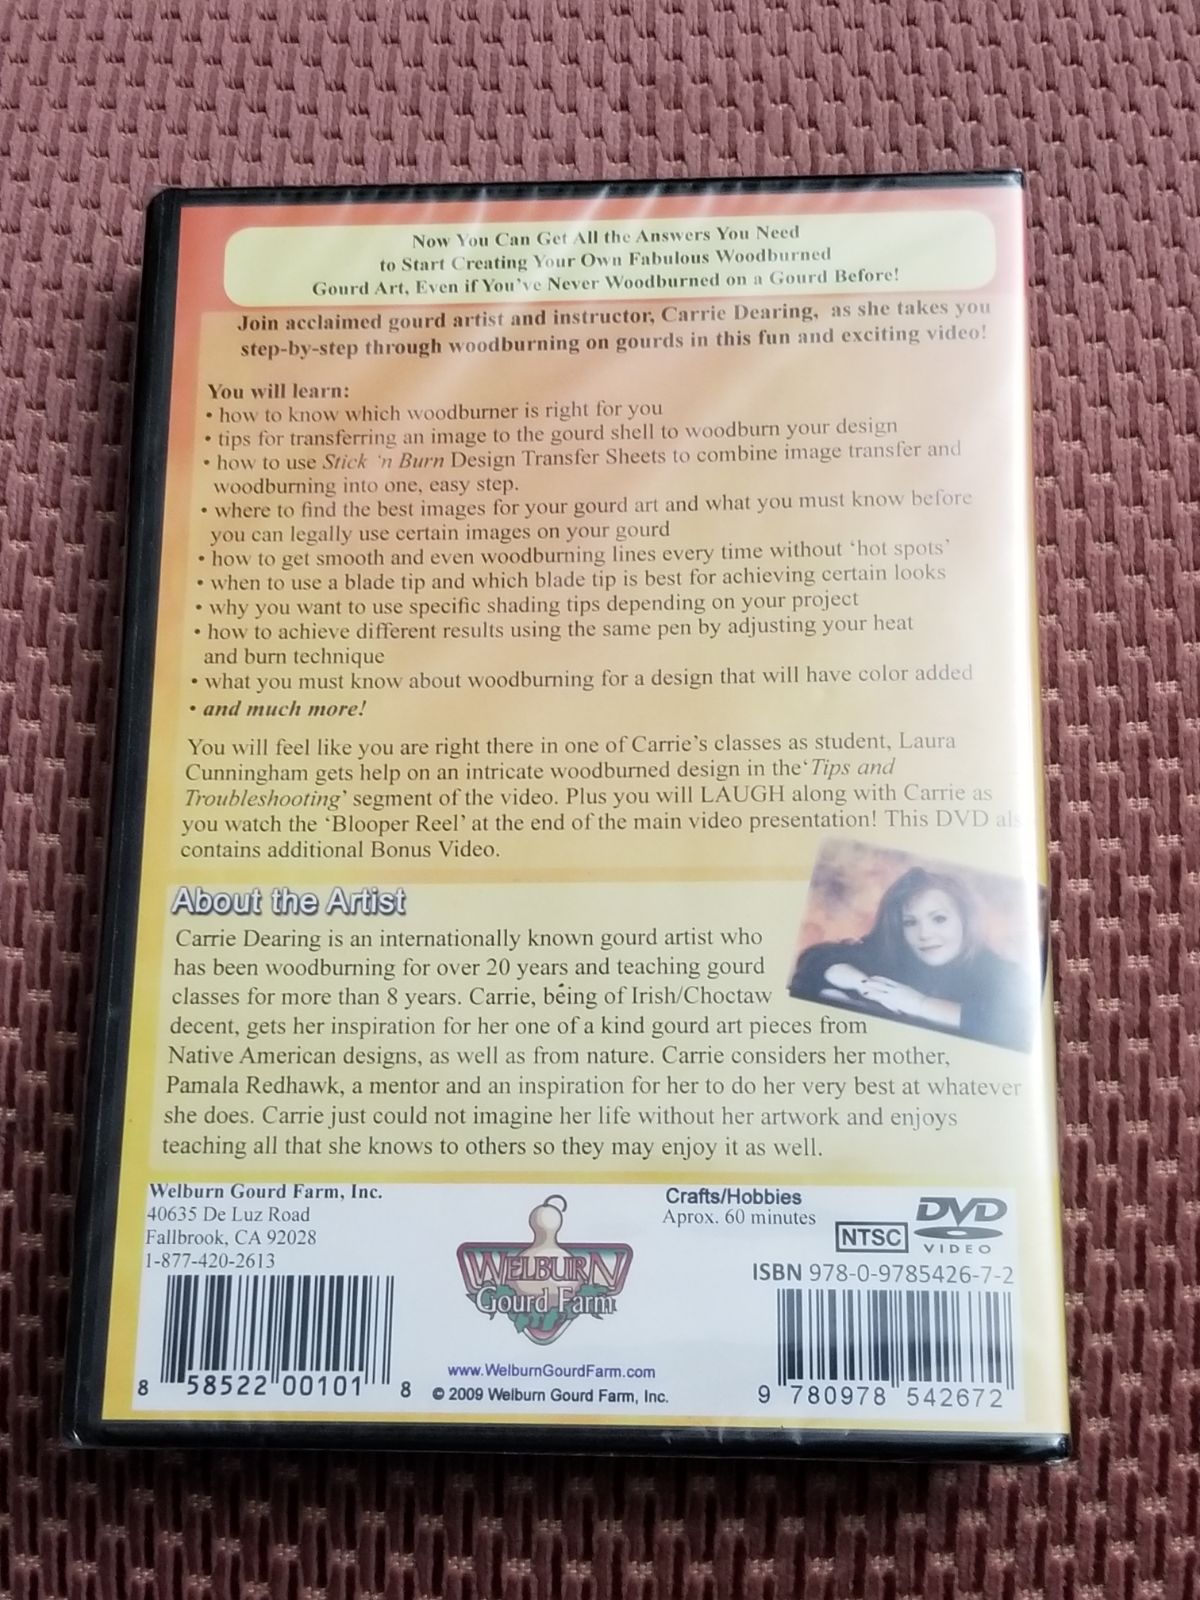 Now You Can Get All the Answers You Need
to Start Creating Your Own Fabulous Woodburned
Gourd Art, Even if You've Never Woodburned on a Gourd Before!
Join acclaimed gourd artist and instructor, Carrie Dearing, as she takes you
step-by-step through woodburning on gourds in this fun and exciting video!
You will learn:
• how to know which woodburner is right for you
• tips for transferring an image to the gourd shell to woodburn your design
• how to use Stick 'n Burn Design Transfer Sheets to combine image transfer and
woodburning into one, easy step.
• where to find the best images for your gourd art and what you must know before
you can legally use certain images on your gourd
• how to get smooth and even woodburning lines every time without 'hot spots'
• when to use a blade tip and which blade tip is best for achieving certain looks
• why you want to use specific shading tips depending on your project
• how to achieve different results using the same pen by adjusting your heat
and burn technique
• what you must know about woodburning for a design that will have color added
• and much more!
You will feel like you are right there in one of Carrie's classes as student, Laura
Cunningham gets help on an intricate woodburned design in the 'Tips and
Troubleshooting' segment of the video. Plus you will LAUGH along with Carrie as
you watch the 'Blooper Reel' at the end of the main video presentation! This DVD als
contains additional Bonus Video.
About the Artist
Carrie Dearing is an internationally known gourd artist who
has been woodburning for over 20 years and teaching gourd
classes for more than 8 years. Carrie, being of Irish/Choctaw
decent, gets her inspiration for her one of a kind gourd art pieces from
Native American designs, as well as from nature. Carrie considers her mother,
Pamala Redhawk, a mentor and an inspiration for her to do her very best at whatever
she does. Carrie just could not imagine her life without her artwork and enjoys
teaching all that she knows to others so they may enjoy it as well.
Welburn Gourd Farm, Inc.
40635 De Luz Road
Fallbrook, CA 92028
1-877-420-2613
8 58522 00101 8
WELBURN
Gourd Farm
www.WelburnGourdFarm.com
© 2009 Welburn Gourd Farm, Inc.
Crafts/Hobbies
Aprox. 60 minutes
NTSC
DVD
VIDEO
ISBN 978-0-9785426-7-2
9 780978 542672